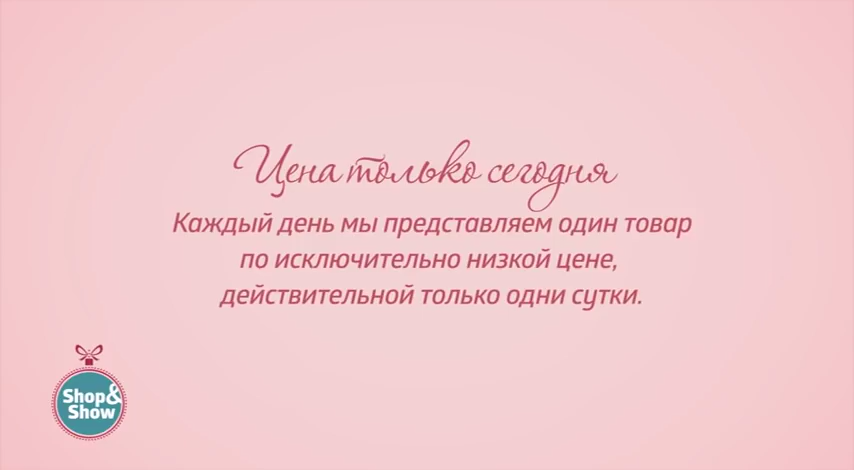 Цена только сегодня
Каждый день мы представляем один товар
по исключительно низкой цене,
действительной только одни сутки.
Shop&
Show